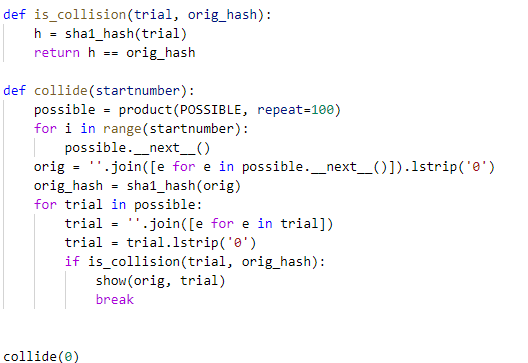 def is_collision(trial, orig_hash):
    h = sha1_hash(trial)
    return h == orig_hash

def collide(startnumber):
    possible = product(POSSIBLE, repeat=100)
    for i in range(startnumber):
        possible.__next__()
    orig = ''.join([e for e in possible.__next__()]).lstrip('0')
    orig_hash = sha1_hash(orig)
    for trial in possible:
        trial = ''.join([e for e in trial])
        trial = trial.lstrip('0')
        if is_collision(trial, orig_hash):
            show(orig, trial)
            break


collide(0)